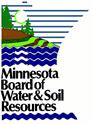 Minnesota
Board of
Water & Soil
Resources